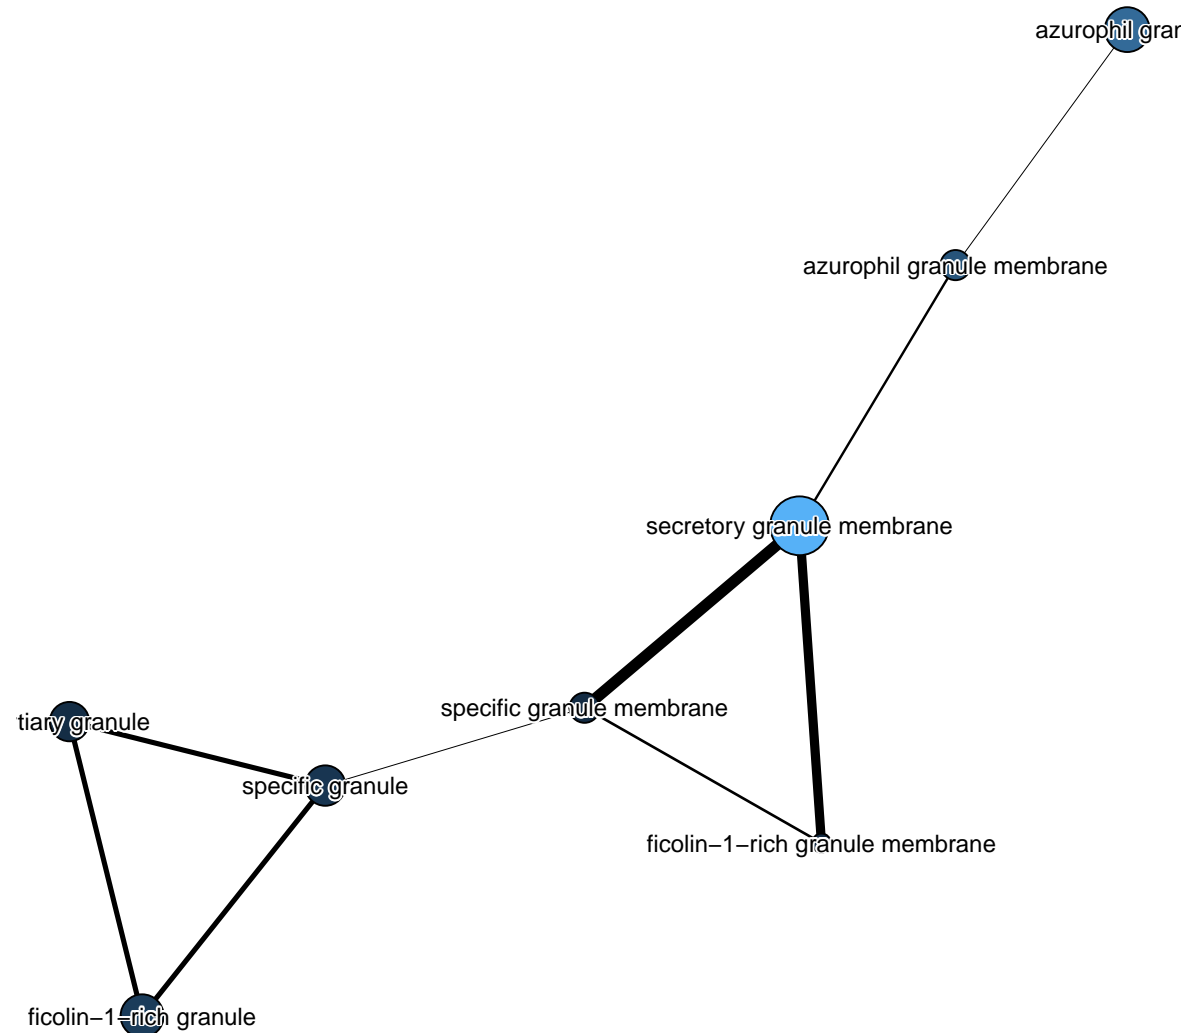 azurophil gran
azurophil granule membrane
secretory granule membrane
specific granule membrane
tiary granule
specific granule
ficolin−1−rich granule membrane
ficolin−1−rich granule